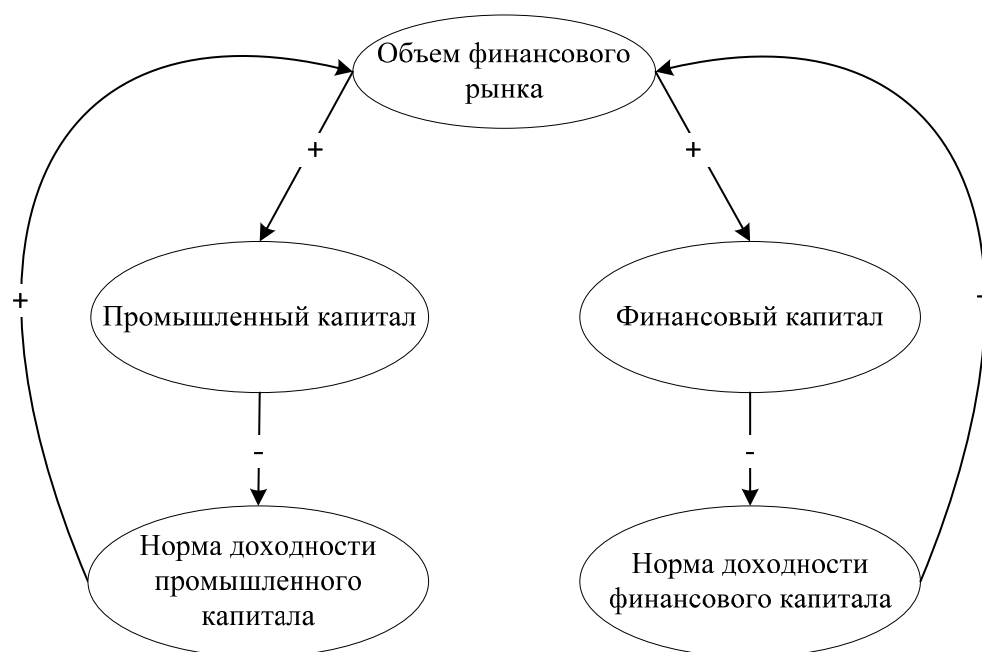 Объем финансового
рынка
+
+
+
Промышленный капитал
Финансовый капитал
-
-
Норма доходности
промышленного
капитала
Норма доходности
финансового капитала